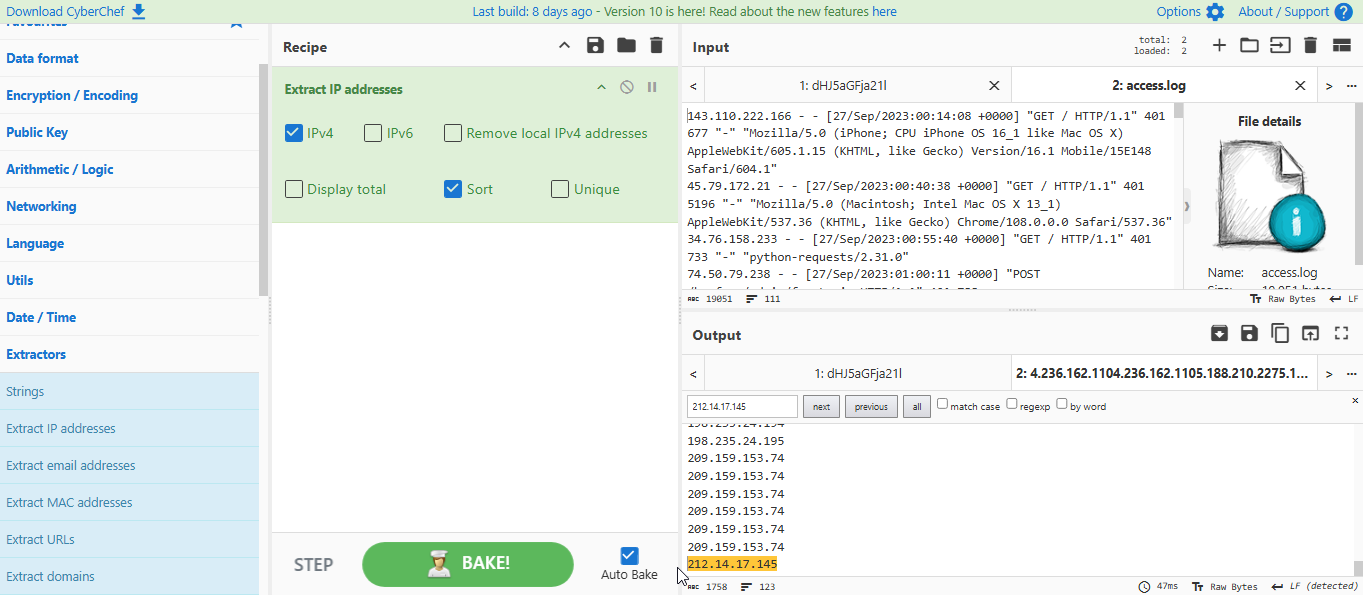 Download CyberChef
Last build: 8 days ago - Version 10 is here! Read about the new features here
Options
About / Support
Favourites
Data format
Encryption / Encoding
Public Key
Arithmetic / Logic
Networking
Language
Utils
Date / Time
Extractors
Strings
Extract IP addresses
Extract email addresses
Extract MAC addresses
Extract URLs
Extract domains
Recipe
Extract IP addresses
IPv4 IPv6 Remove local IPv4 addresses
Display total Sort Unique
STEP
BAKE!
Auto Bake
Input
total: 2
loaded: 2
< 1: dHJ5aGFja21l 2: access.log > ...
143.110.222.166 - - [27/Sep/2023:00:14:08 +0000] "GET / HTTP/1.1" 401
677 "-" "Mozilla/5.0 (iPhone; CPU iPhone OS 16_1 like Mac OS X)
AppleWebKit/605.1.15 (KHTML, like Gecko) Version/16.1 Mobile/15E148
Safari/604.1"
45.79.172.21 - - [27/Sep/2023:00:40:38 +0000] "GET / HTTP/1.1" 401
5196 "-" "Mozilla/5.0 (Macintosh; Intel Mac OS X 13_1)
AppleWebKit/537.36 (KHTML, like Gecko) Chrome/108.0.0.0 Safari/537.36"
34.76.158.233 - - [27/Sep/2023:00:55:40 +0000] "GET / HTTP/1.1" 401
733 "-" "python-requests/2.31.0"
74.50.79.238 - - [27/Sep/2023:01:00:11 +0000] "POST
File details
Name: access.log
Size: 19,051 bytes
ABC 19051 111
Raw Bytes LF
Output
< 1: dHJ5aGFja21l 2: 4.236.162.1104.236.162.1105.188.210.2275.1... > ...
212.14.17.145 next previous all match case regexp by word ×
198.235.24.194
198.235.24.195
209.159.153.74
209.159.153.74
209.159.153.74
209.159.153.74
209.159.153.74
209.159.153.74
212.14.17.145
ABC 1758 123
47ms Raw Bytes LF (detected)